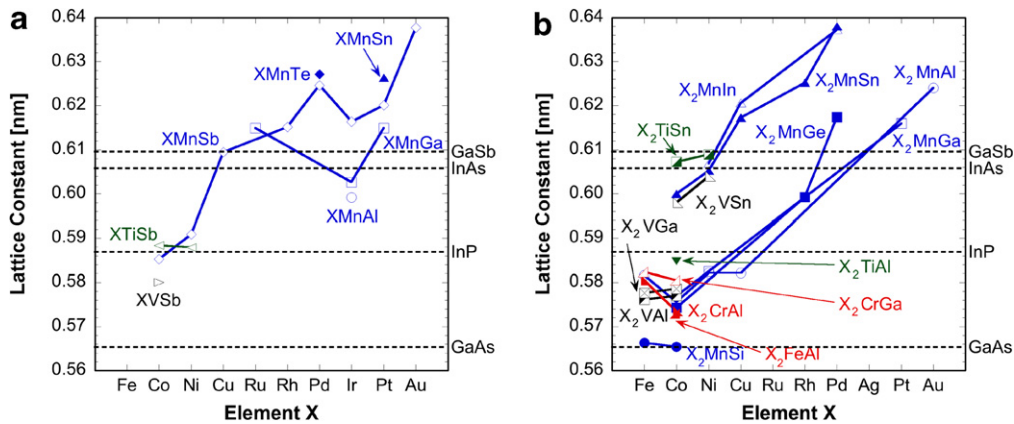 a
0.64
0.63
0.62
0.61
0.60
0.59
0.58
0.57
0.56
Lattice Constant [nm]
XMnSn
XMnTe
XMnSb
XMnGa
XMnAl
XTiSb
XVSb
GaSb
InAs
InP
GaAs
Fe Co Ni Cu Ru Rh Pd Ir Pt Au
Element X
b
0.64
0.63
0.62
0.61
0.60
0.59
0.58
0.57
0.56
Lattice Constant [nm]
X₂MnIn
X₂MnSn
X₂MnAl
X₂MnGe
X₂MnGa
X₂TiSn
X₂VSn
X₂VGa
X₂TiAl
X₂CrGa
X₂CrAl
X₂VAl
X₂FeAl
X₂MnSi
GaSb
InAs
InP
GaAs
Fe Co Ni Cu Ru Rh Pd Ag Pt Au
Element X